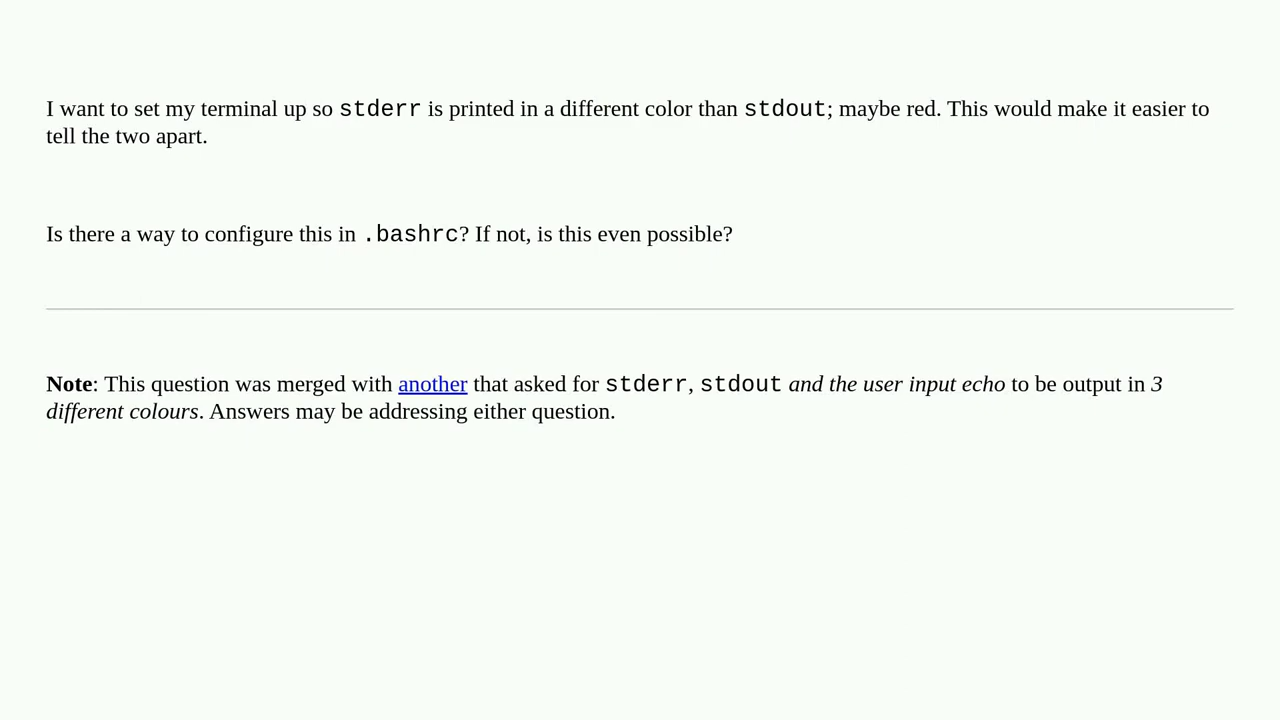 I want to set my terminal up so stderr is printed in a different color than stdout; maybe red. This would make it easier to
tell the two apart.
Is there a way to configure this in .bashrc? If not, is this even possible?
Note: This question was merged with another that asked for stderr, stdout and the user input echo to be output in 3
different colours. Answers may be addressing either question.